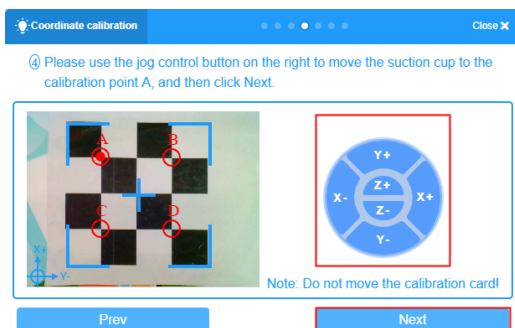 Coordinate calibration
Close ✕
④ Please use the jog control button on the right to move the suction cup to the
calibration point A, and then click Next.
A
B
C
D
X+
Y-
Y+
X-
Z+
X+
Z-
Y-
Note: Do not move the calibration card!
Prev
Next